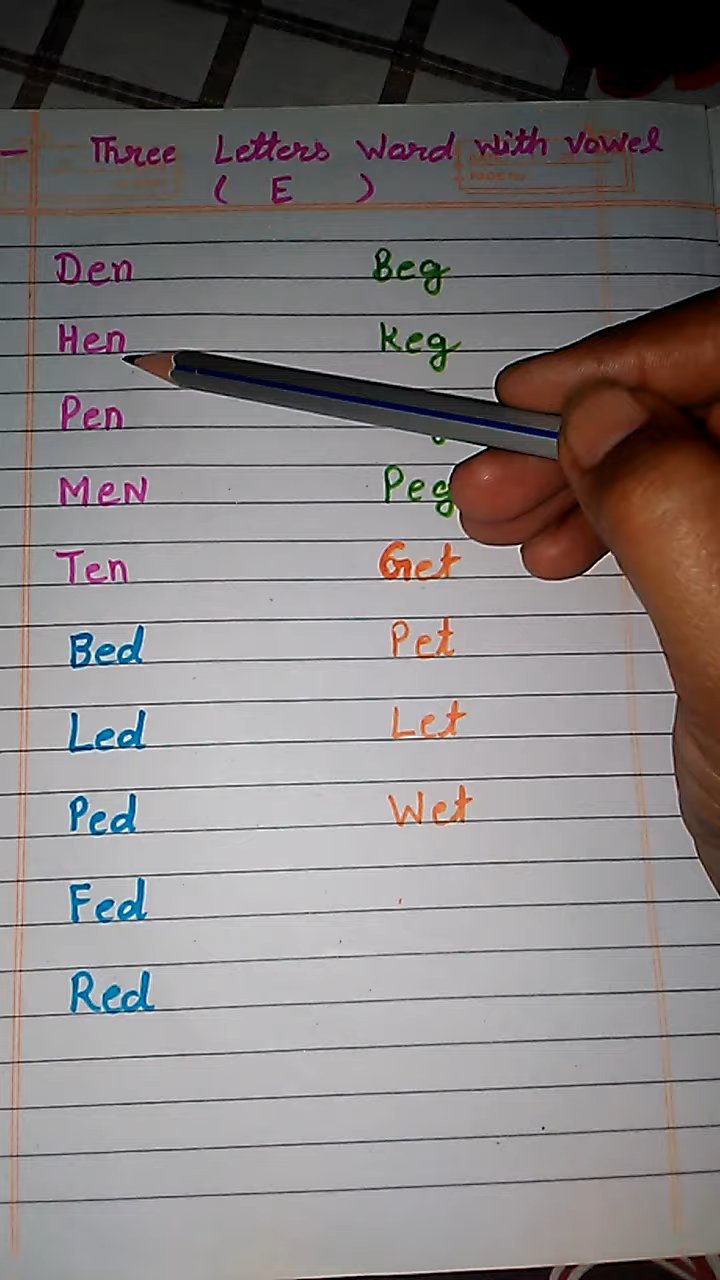 - Three Letters Word with vowel
( E )
Den
Hen
Pen
MeN
Ten
Bed
Led
Ped
Fed
Red
Beg
Keg
Peg
Get
Pet
Let
Wet